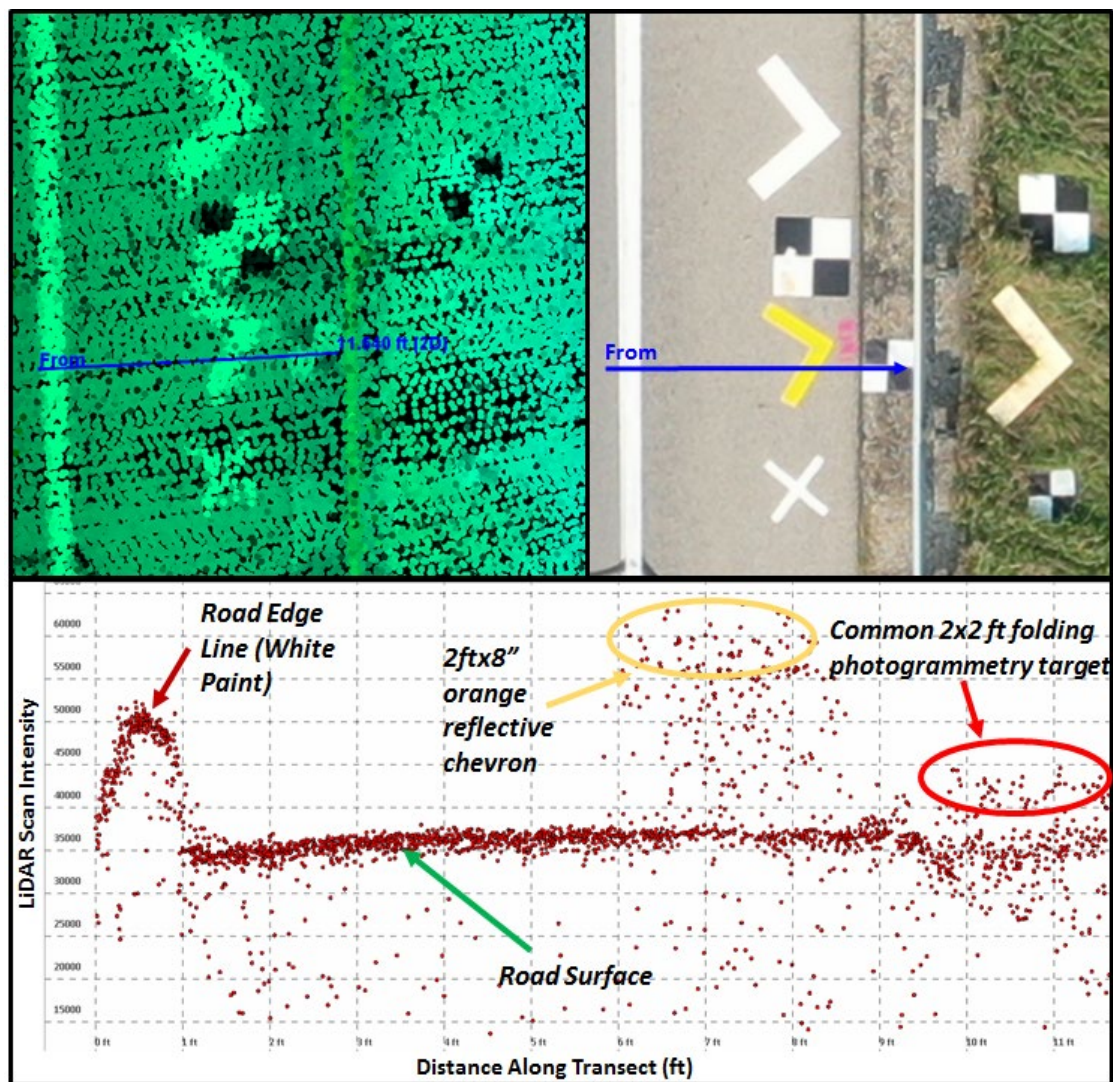 From
11.640 ft (2D)
From
60000
55000
50000
45000
40000
35000
30000
25000
20000
15000
LiDAR Scan Intensity
Road Edge
Line (White
Paint)
2ftx8”
orange
reflective
chevron
Common 2x2 ft folding
photogrammetry target
Road Surface
0 ft
1 ft
2 ft
3 ft
4 ft
5 ft
6 ft
7 ft
8 ft
9 ft
10 ft
11 ft
Distance Along Transect (ft)